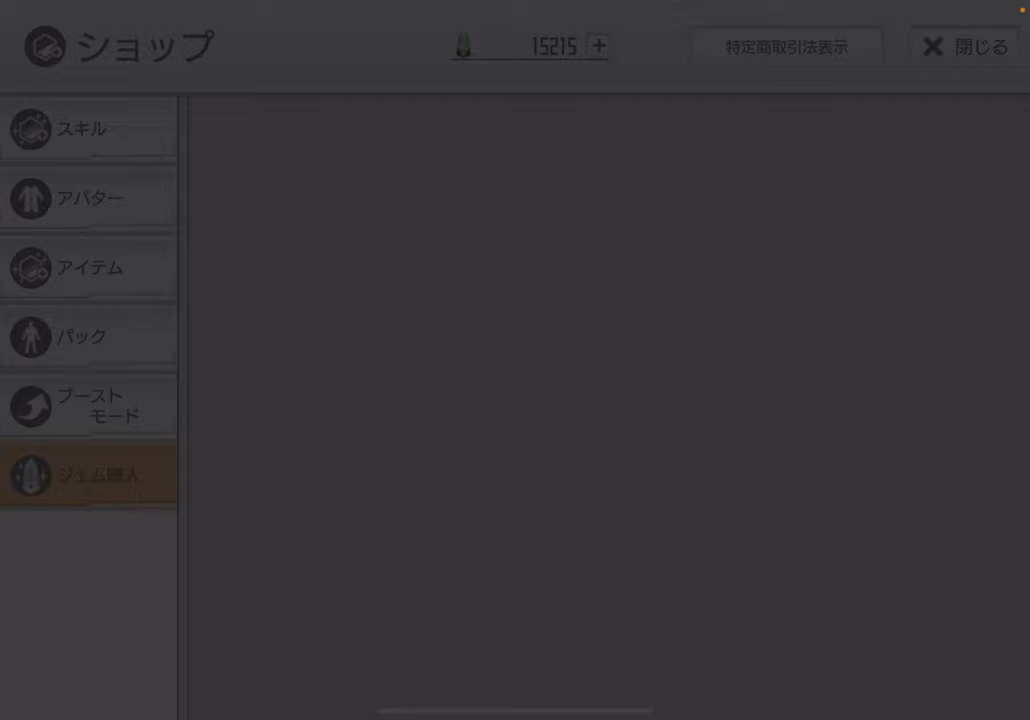 ショップ
15215
特定商取引法表示
閉じる
スキル
アバター
アイテム
パック
ブースト
モード
ジェム購入